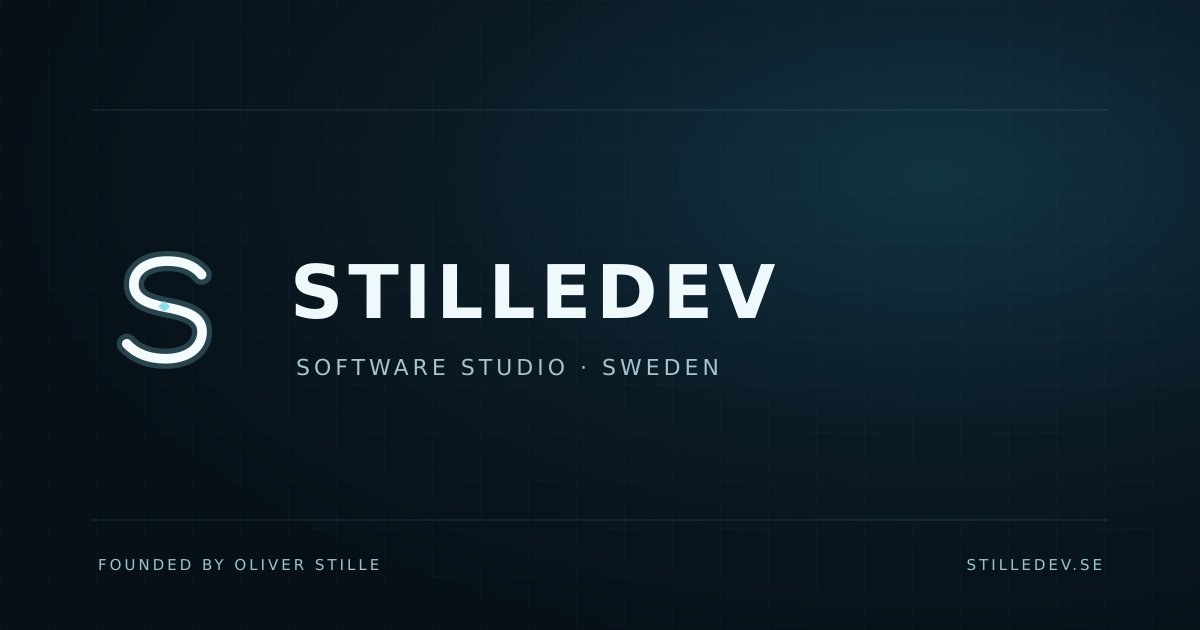 S
STILLEDEV
SOFTWARE STUDIO · SWEDEN
FOUNDED BY OLIVER STILLE
STILLEDEV.SE